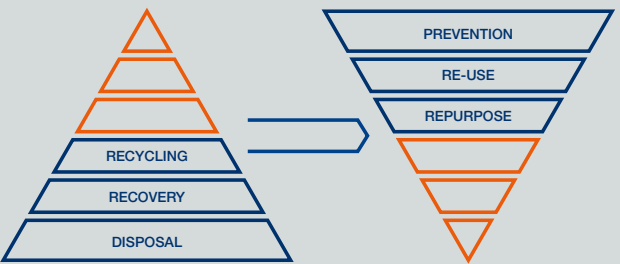 RECYCLING
RECOVERY
DISPOSAL
PREVENTION
RE-USE
REPURPOSE